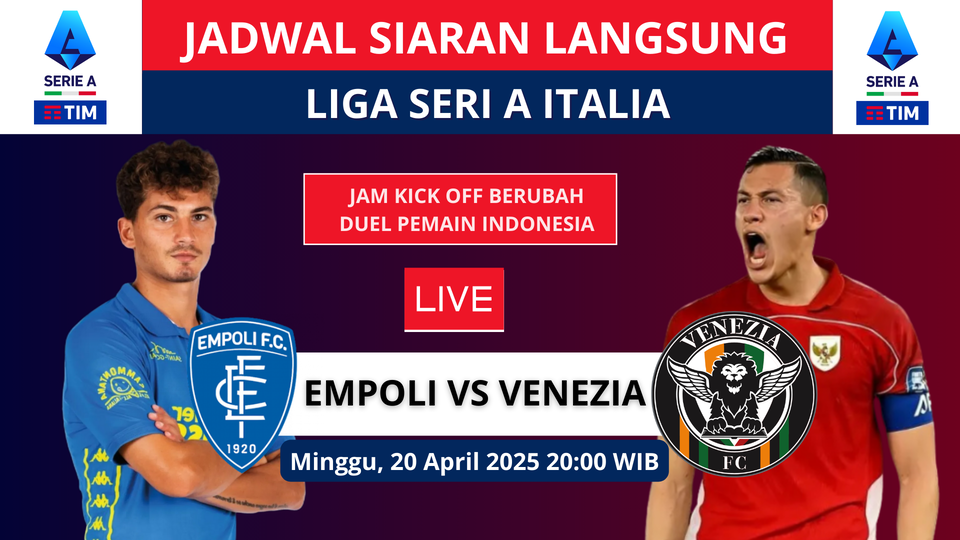 JADWAL SIARAN LANGSUNG
LIGA SERI A ITALIA
SERIE A
TIM
SERIE A
TIM
JAM KICK OFF BERUBAH
DUEL PEMAIN INDONESIA
LIVE
EMPOLI F.C.
1920
EMPOLI VS VENEZIA
VENEZIA
FC
Minggu, 20 April 2025 20:00 WIB